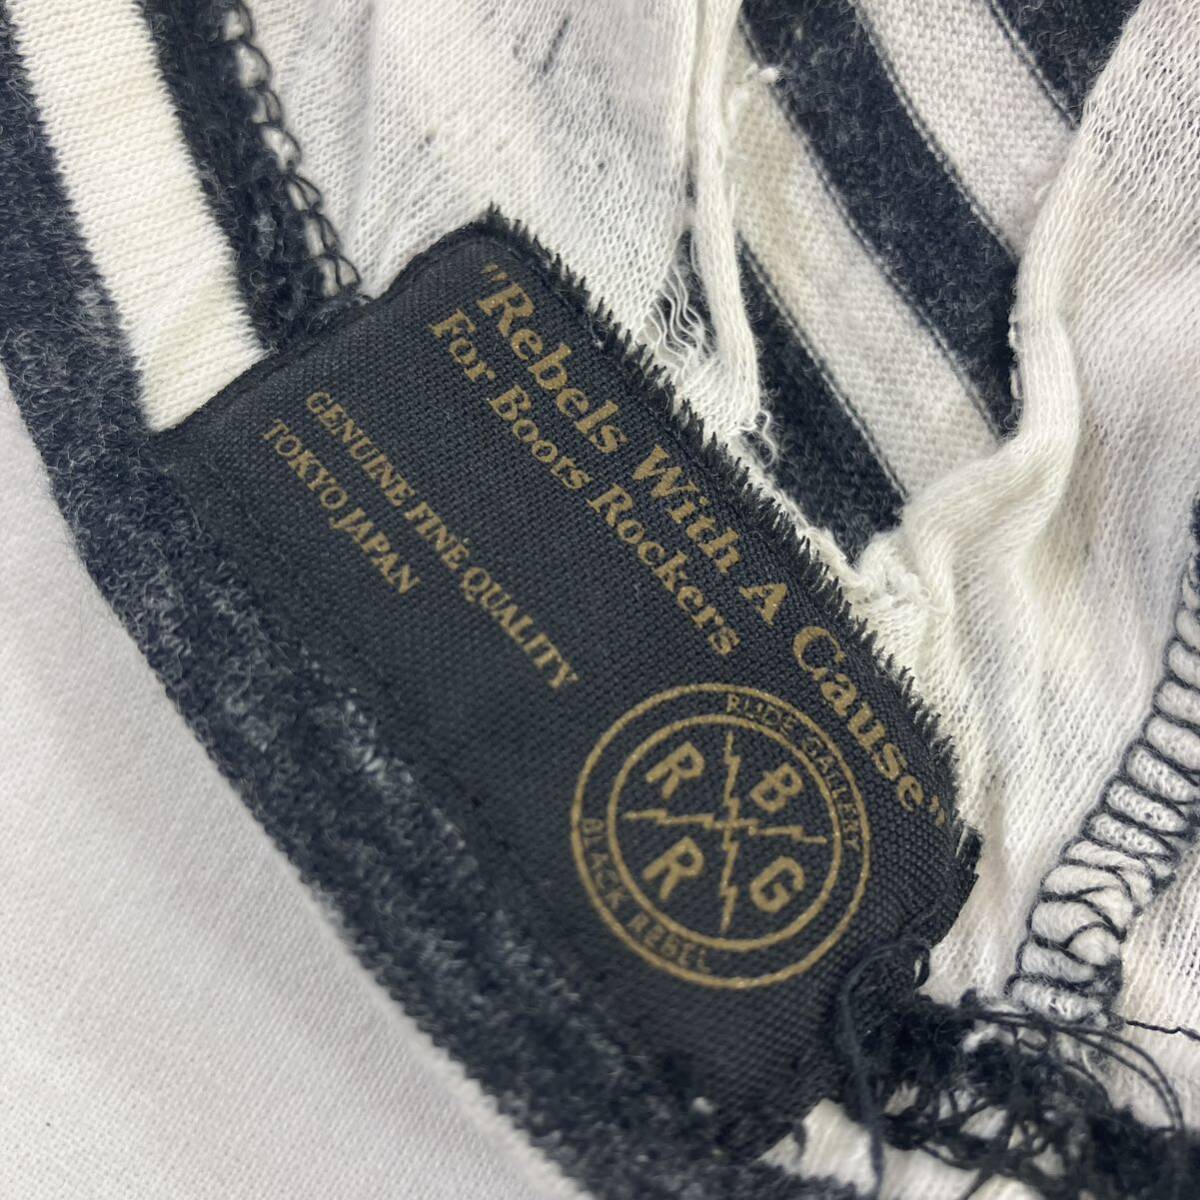 "Rebels With A Cause"
For Boots Rockers
GENUINE FINE QUALITY
TOKYO JAPAN
RUDE GALLERY
R B
R G
BLACK REBEL